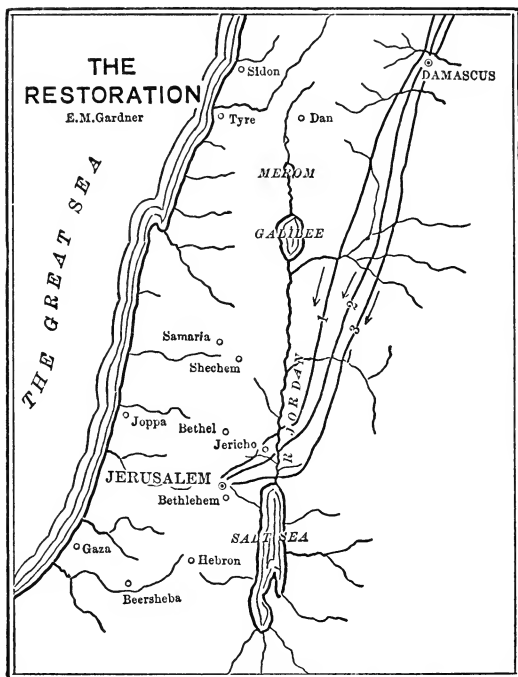 THE
RESTORATION
E.M.Gardner
Sidon
DAMASCUS
Tyre
Dan
MEROM
GALILEE
THE GREAT SEA
1
2
3
Samaria
Shechem
R JORDAN
Joppa
Bethel
Jericho
JERUSALEM
Bethlehem
SALT SEA
Gaza
Hebron
Beersheba